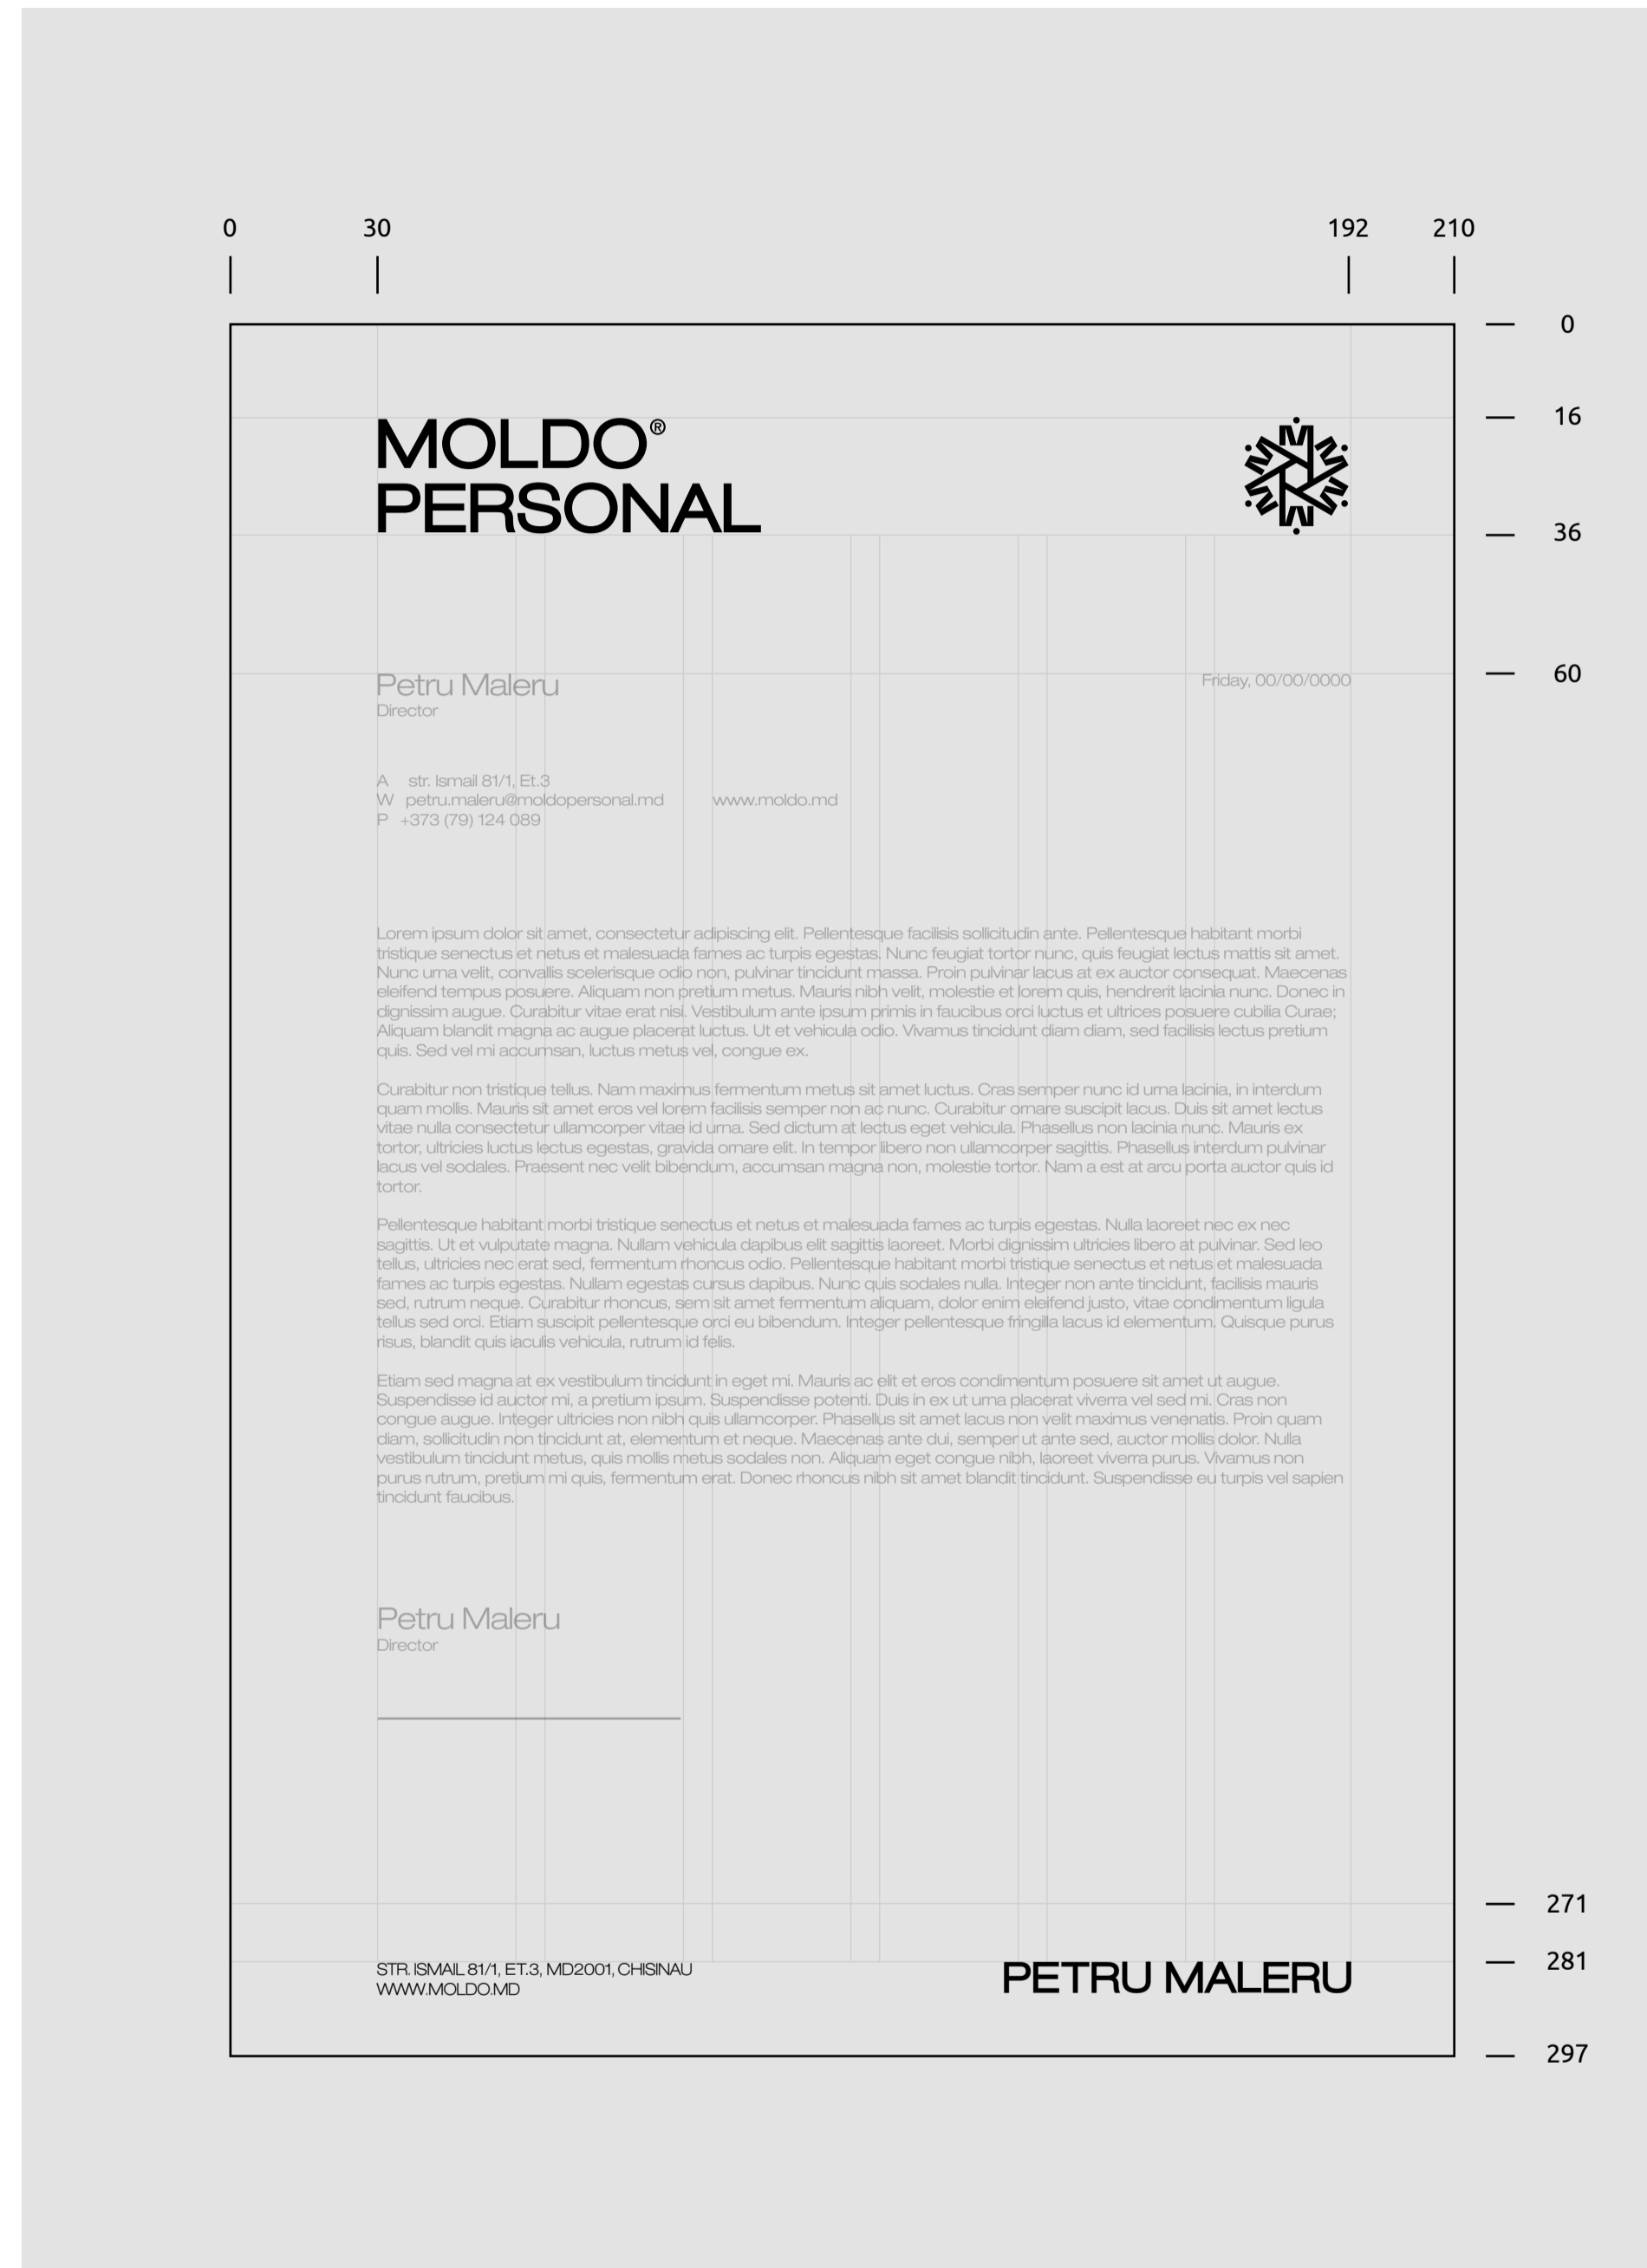 0 30 192 210
0
16
MOLDO®
PERSONAL
36
60
Petru Maleru Friday, 00/00/0000
Director
A str. Ismail 81/1, Et.3
W petru.maleru@moldopersonal.md www.moldo.md
P +373 (79) 124 089
Lorem ipsum dolor sit amet, consectetur adipiscing elit. Pellentesque facilisis sollicitudin ante. Pellentesque habitant morbi
tristique senectus et netus et malesuada fames ac turpis egestas. Nunc feugiat tortor nunc, quis feugiat lectus mattis sit amet.
Nunc urna velit, convallis scelerisque odio non, pulvinar tincidunt massa. Proin pulvinar lacus at ex auctor consequat. Maecenas
eleifend tempus posuere. Aliquam non pretium metus. Mauris nibh velit, molestie et lorem quis, hendrerit lacinia nunc. Donec in
dignissim augue. Curabitur vitae erat nisi. Vestibulum ante ipsum primis in faucibus orci luctus et ultrices posuere cubilia Curae;
Aliquam blandit magna ac augue placerat luctus. Ut et vehicula odio. Vivamus tincidunt diam diam, sed facilisis lectus pretium
quis. Sed vel mi accumsan, luctus metus vel, congue ex.
Curabitur non tristique tellus. Nam maximus fermentum metus sit amet luctus. Cras semper nunc id urna lacinia, in interdum
quam mollis. Mauris sit amet eros vel lorem facilisis semper non ac nunc. Curabitur ornare suscipit lacus. Duis sit amet lectus
vitae nulla consectetur ullamcorper vitae id urna. Sed dictum at lectus eget vehicula. Phasellus non lacinia nunc. Mauris ex
tortor, ultricies luctus lectus egestas, gravida ornare elit. In tempor libero non ullamcorper sagittis. Phasellus interdum pulvinar
lacus vel sodales. Praesent nec velit bibendum, accumsan magna non, molestie tortor. Nam a est at arcu porta auctor quis id
tortor.
Pellentesque habitant morbi tristique senectus et netus et malesuada fames ac turpis egestas. Nulla laoreet nec ex nec
sagittis. Ut et vulputate magna. Nullam vehicula dapibus elit sagittis laoreet. Morbi dignissim ultricies libero at pulvinar. Sed leo
tellus, ultricies nec erat sed, fermentum rhoncus odio. Pellentesque habitant morbi tristique senectus et netus et malesuada
fames ac turpis egestas. Nullam egestas cursus dapibus. Nunc quis sodales nulla. Integer non ante tincidunt, facilisis mauris
sed, rutrum neque. Curabitur rhoncus, sem sit amet fermentum aliquam, dolor enim eleifend justo, vitae condimentum ligula
tellus sed orci. Etiam suscipit pellentesque orci eu bibendum. Integer pellentesque fringilla lacus id elementum. Quisque purus
risus, blandit quis iaculis vehicula, rutrum id felis.
Etiam sed magna at ex vestibulum tincidunt in eget mi. Mauris ac elit et eros condimentum posuere sit amet ut augue.
Suspendisse id auctor mi, a pretium ipsum. Suspendisse potenti. Duis in ex ut urna placerat viverra vel sed mi. Cras non
congue augue. Integer ultricies non nibh quis ullamcorper. Phasellus sit amet lacus non velit maximus venenatis. Proin quam
diam, sollicitudin non tincidunt at, elementum et neque. Maecenas ante dui, semper ut ante sed, auctor mollis dolor. Nulla
vestibulum tincidunt metus, quis mollis metus sodales non. Aliquam eget congue nibh, laoreet viverra purus. Vivamus non
purus rutrum, pretium mi quis, fermentum erat. Donec rhoncus nibh sit amet blandit tincidunt. Suspendisse eu turpis vel sapien
tincidunt faucibus.
Petru Maleru
Director
271
281
STR. ISMAIL 81/1, ET.3, MD2001, CHISINAU
WWW.MOLDO.MD
PETRU MALERU
297